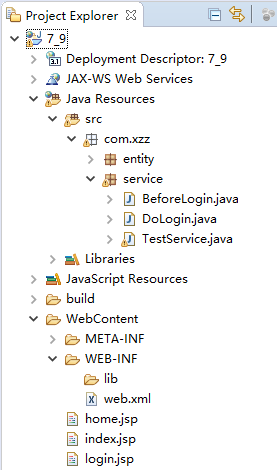 Project Explorer
7_9
Deployment Descriptor: 7_9
JAX-WS Web Services
Java Resources
src
com.xzz
entity
service
BeforeLogin.java
DoLogin.java
TestService.java
Libraries
JavaScript Resources
build
WebContent
META-INF
WEB-INF
lib
web.xml
home.jsp
index.jsp
login.jsp